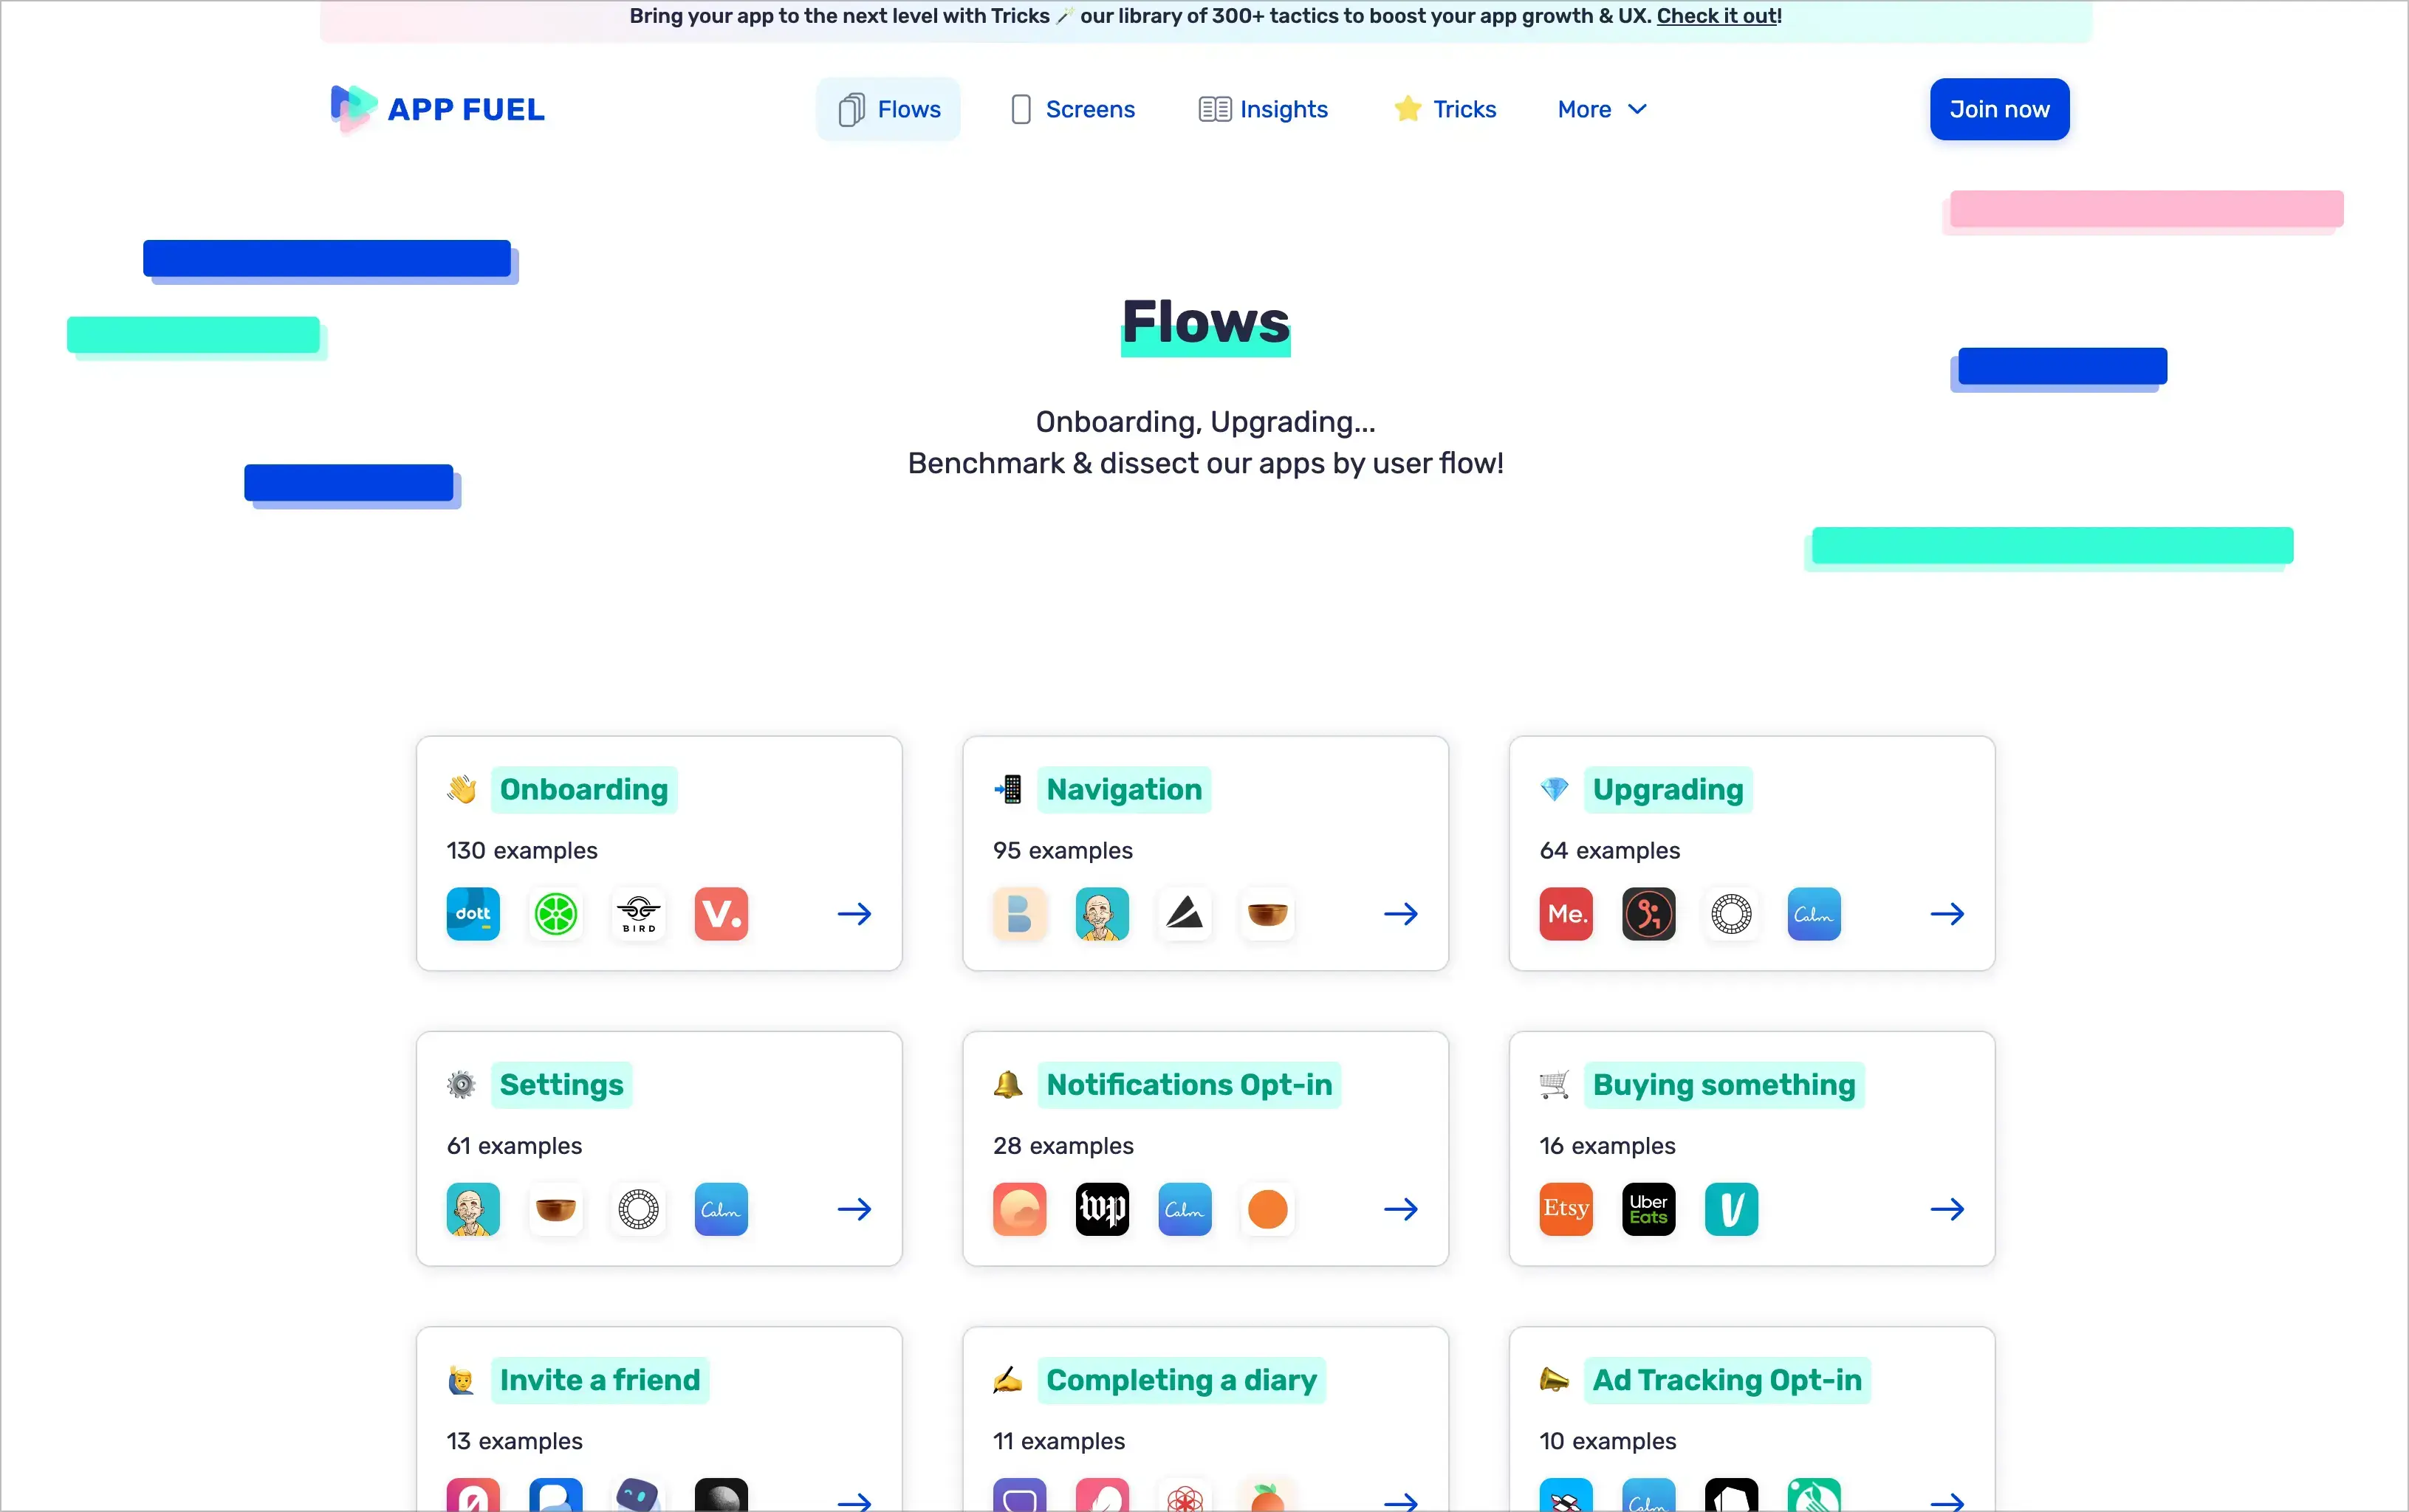 Bring your app to the next level with Tricks 🪄 our library of 300+ tactics to boost your app growth & UX. Check it out!
APP FUEL
Flows
Screens
Insights
Tricks
More
Join now
Flows
Onboarding, Upgrading...
Benchmark & dissect our apps by user flow!
Onboarding
130 examples
dott
BIRD
V.
Navigation
95 examples
B
Upgrading
64 examples
Me.
Calm
Settings
61 examples
Calm
Notifications Opt-in
28 examples
wp
Calm
Buying something
16 examples
Etsy
Uber
Eats
V
Invite a friend
13 examples
Completing a diary
11 examples
Ad Tracking Opt-in
10 examples
Calm